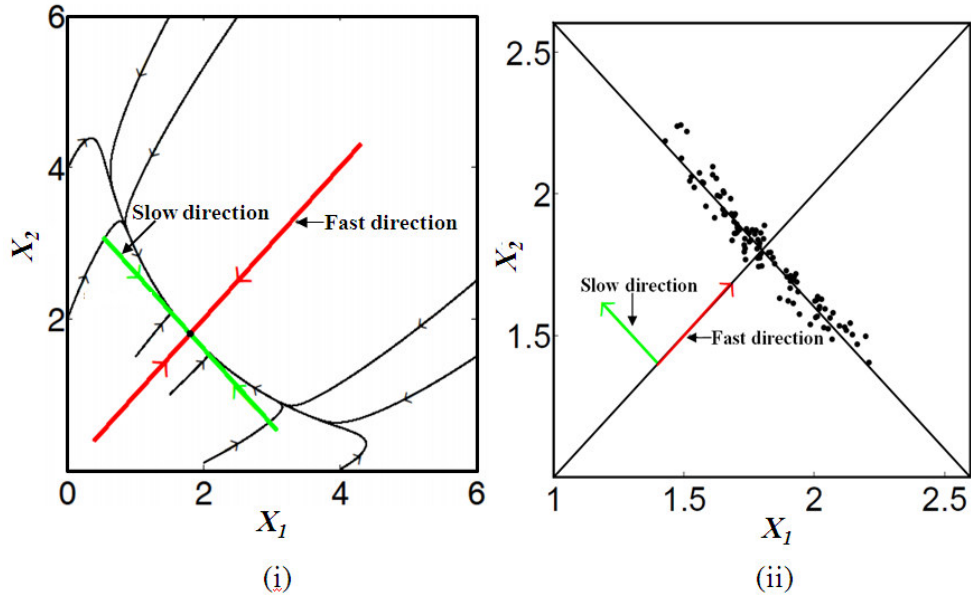 6
4
2
0
2
4
6
X2
X1
Slow direction
Fast direction
(i)
2.5
2
1.5
1
1.5
2
2.5
X2
X1
Slow direction
Fast direction
(ii)